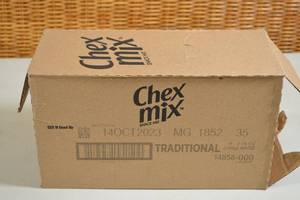 Chex
mix
Chex
mix
14OCT2023 MG 1852 35
TRADITIONAL
14858-000